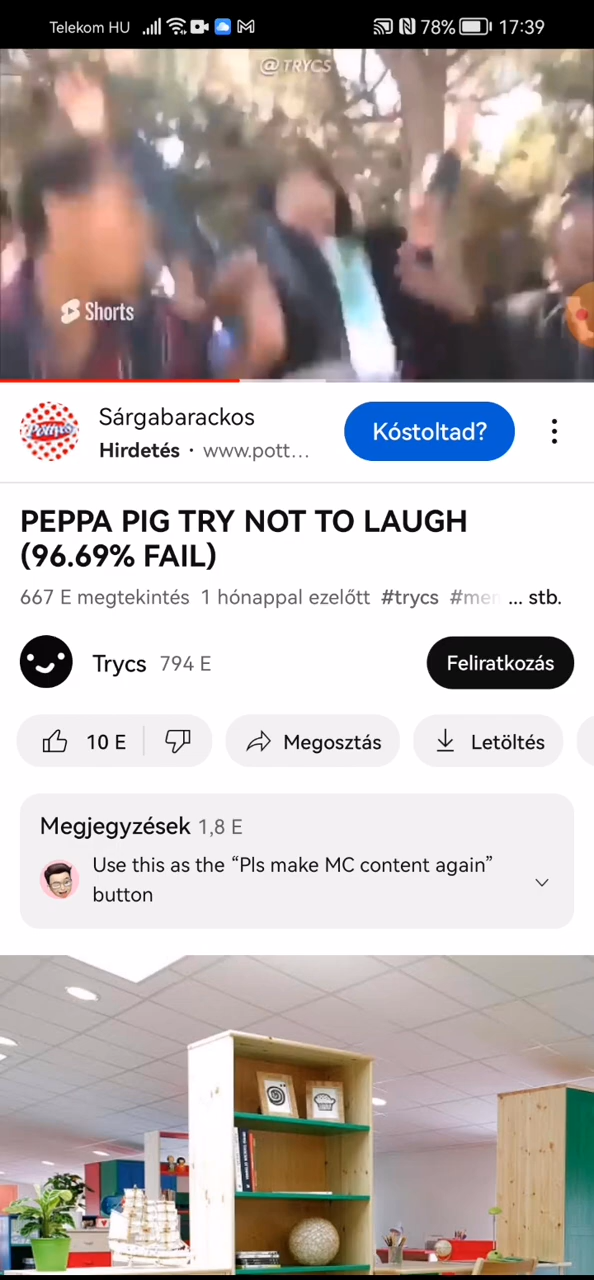 Telekom HU
78% 17:39
@ TRYCS
Shorts
Pöttyös
Sárgabarackos
Hirdetés · www.pott...
Kóstoltad?
PEPPA PIG TRY NOT TO LAUGH
(96.69% FAIL)
667 E megtekintés 1 hónappal ezelőtt #trycs #men ... stb.
Trycs 794 E
Feliratkozás
10 E
Megosztás
Letöltés
Megjegyzések 1,8 E
Use this as the “Pls make MC content again”
button